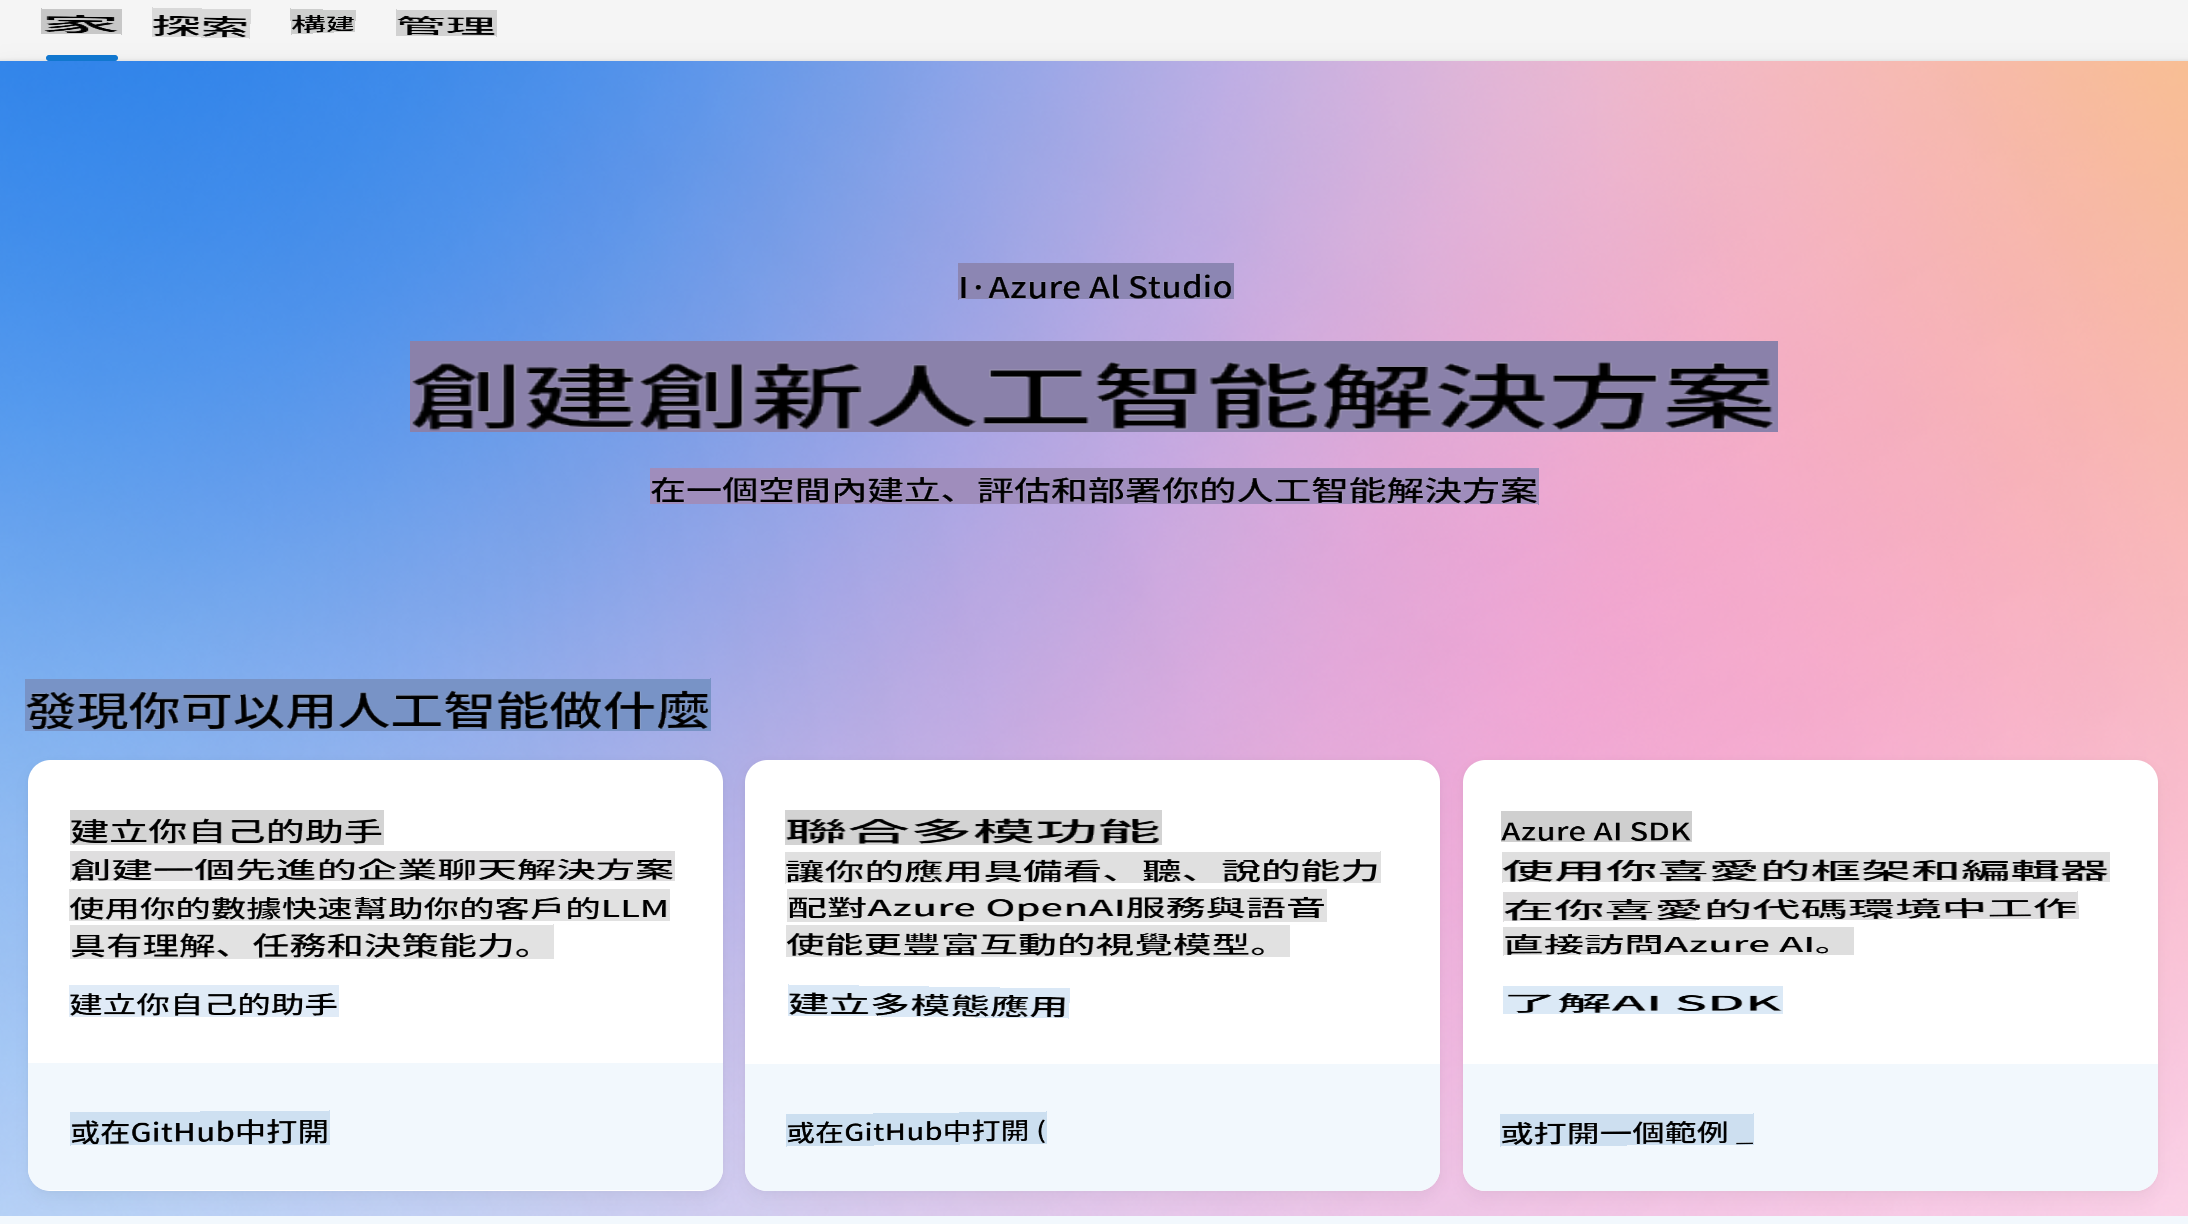 家 探索 構建 管理
I · Azure Al Studio
創建創新人工智能解決方案
在一個空間內建立、評估和部署你的人工智能解決方案
發現你可以用人工智能做什麼
建立你自己的助手
創建一個先進的企業聊天解決方案
使用你的數據快速幫助你的客戶的LLM
具有理解、任務和決策能力。
建立你自己的助手
或在GitHub中打開
聯合多模功能
讓你的應用具備看、聽、說的能力
配對Azure OpenAI服務與語音
使能更豐富互動的視覺模型。
建立多模態應用
或在GitHub中打開 (
Azure AI SDK
使用你喜愛的框架和編輯器
在你喜愛的代碼環境中工作
直接訪問Azure AI。
了解AI SDK
或打開一個範例 _